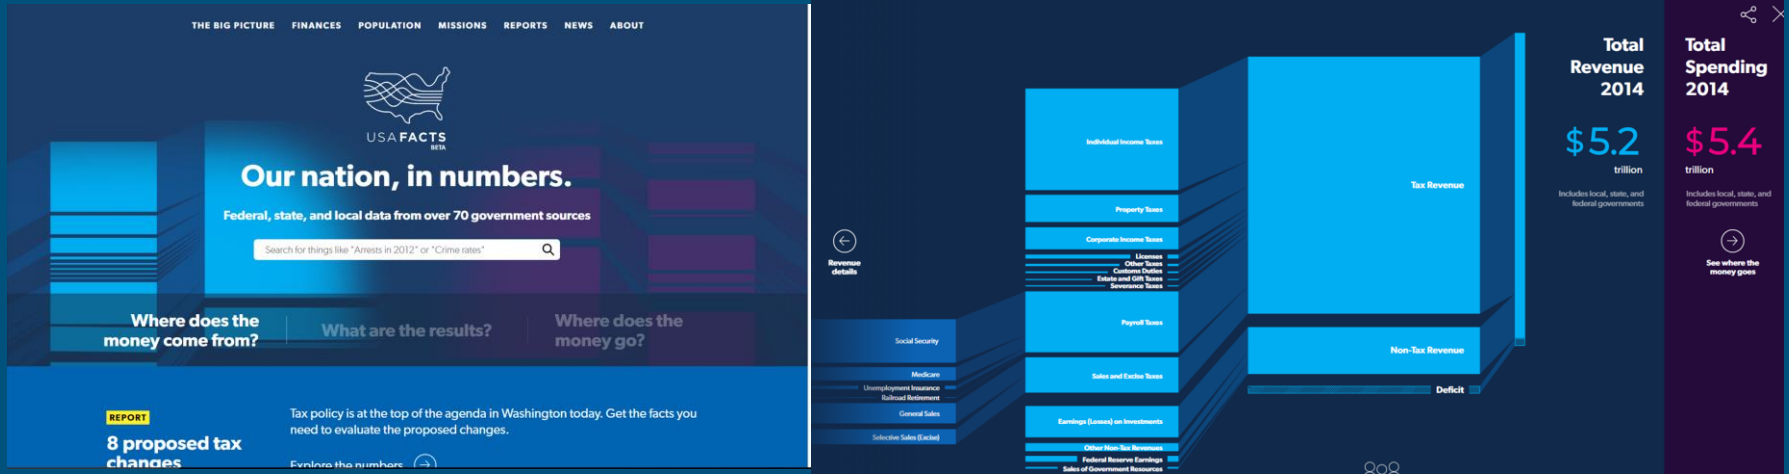 THE BIG PICTURE FINANCES POPULATION MISSIONS REPORTS NEWS ABOUT
USAFACTS
BETA
Our nation, in numbers.
Federal, state, and local data from over 70 government sources
Search for things like "Arrests in 2012" or "Crime rates"
Where does the
money come from?
What are the results?
Where does the
money go?
REPORT
8 proposed tax
changes
Tax policy is at the top of the agenda in Washington today. Get the facts you
need to evaluate the proposed changes.
Explore the numbers
Revenue
details
Social Security
Medicare
Unemployment Insurance
Railroad Retirement
General Sales
Selective Sales (Excise)
Individual Income Taxes
Property Taxes
Corporate Income Taxes
Licenses
Other Taxes
Customs Duties
Estate and Gift Taxes
Severance Taxes
Payroll Taxes
Sales and Excise Taxes
Earnings (Losses) on Investments
Other Non-Tax Revenues
Federal Reserve Earnings
Sales of Government Resources
Tax Revenue
Non-Tax Revenue
Deficit
Total
Revenue
2014
$5.2
trillion
Includes local, state, and
federal governments
Total
Spending
2014
$5.4
trillion
Includes local, state, and
federal governments
See where the
money goes